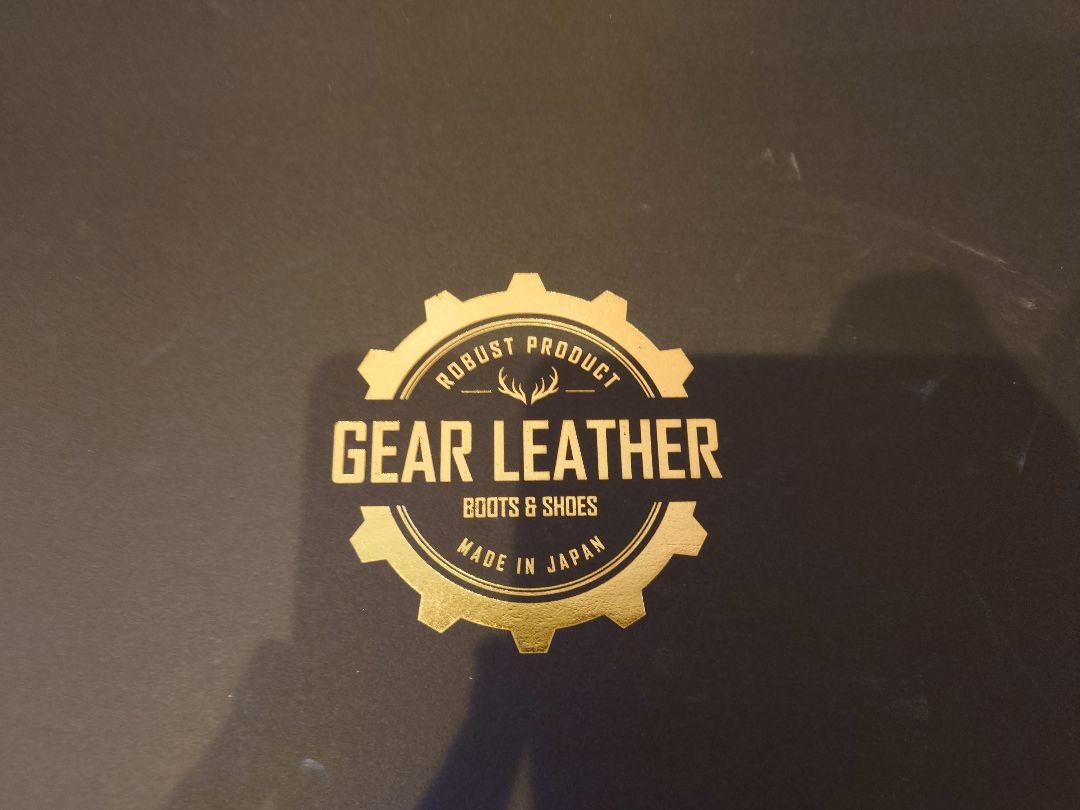 ROBUST PRODUCT
GEAR LEATHER
BOOTS & SHOES
MADE IN JAPAN